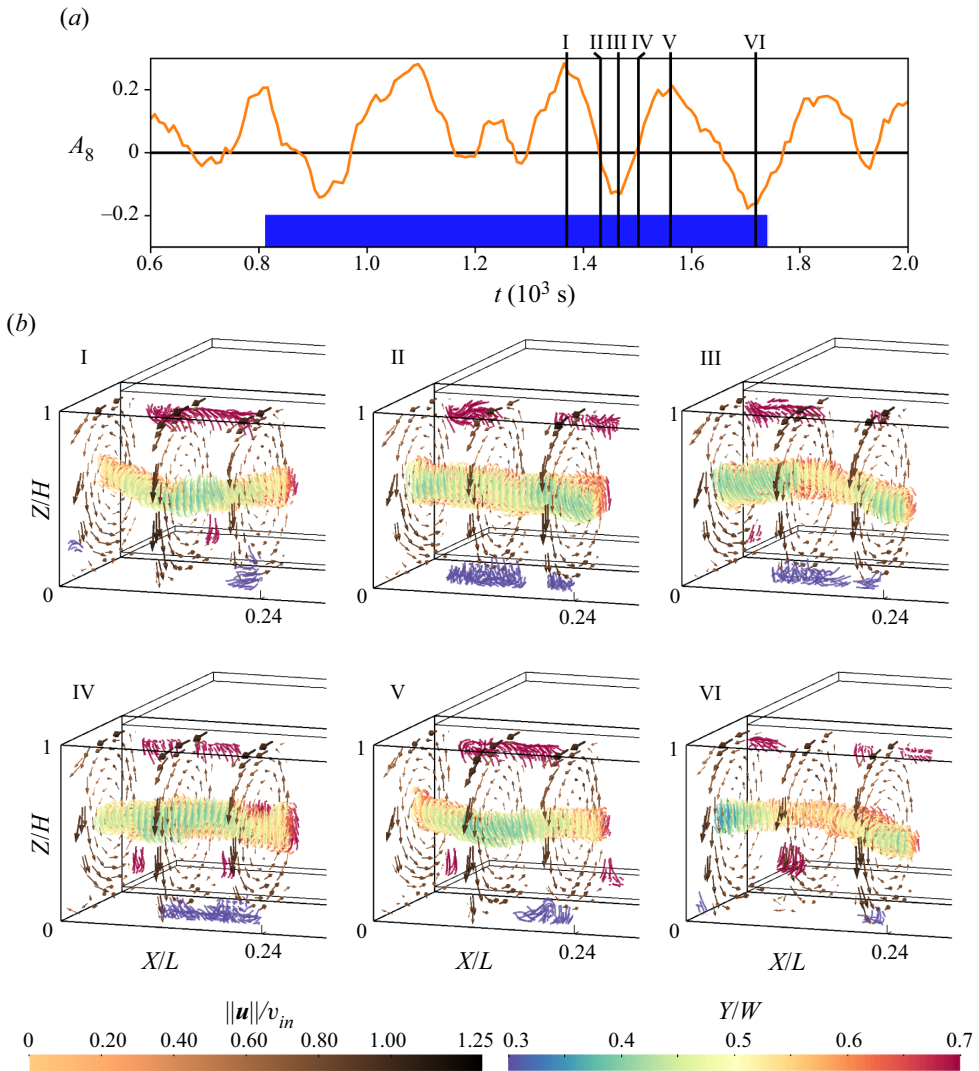 (a)
I II III IV V VI
0.2
A8
0
–0.2
0.6 0.8 1.0 1.2 1.4 1.6 1.8 2.0
t (10³ s)
(b)
I II III
1 1 1
Z/H Z/H Z/H
0 0 0
0.24 0.24 0.24
IV V VI
1 1 1
Z/H Z/H Z/H
0 0 0
0.24 0.24 0.24
X/L X/L X/L
||u||/vin Y/W
0 0.20 0.40 0.60 0.80 1.00 1.25 0.3 0.4 0.5 0.6 0.7